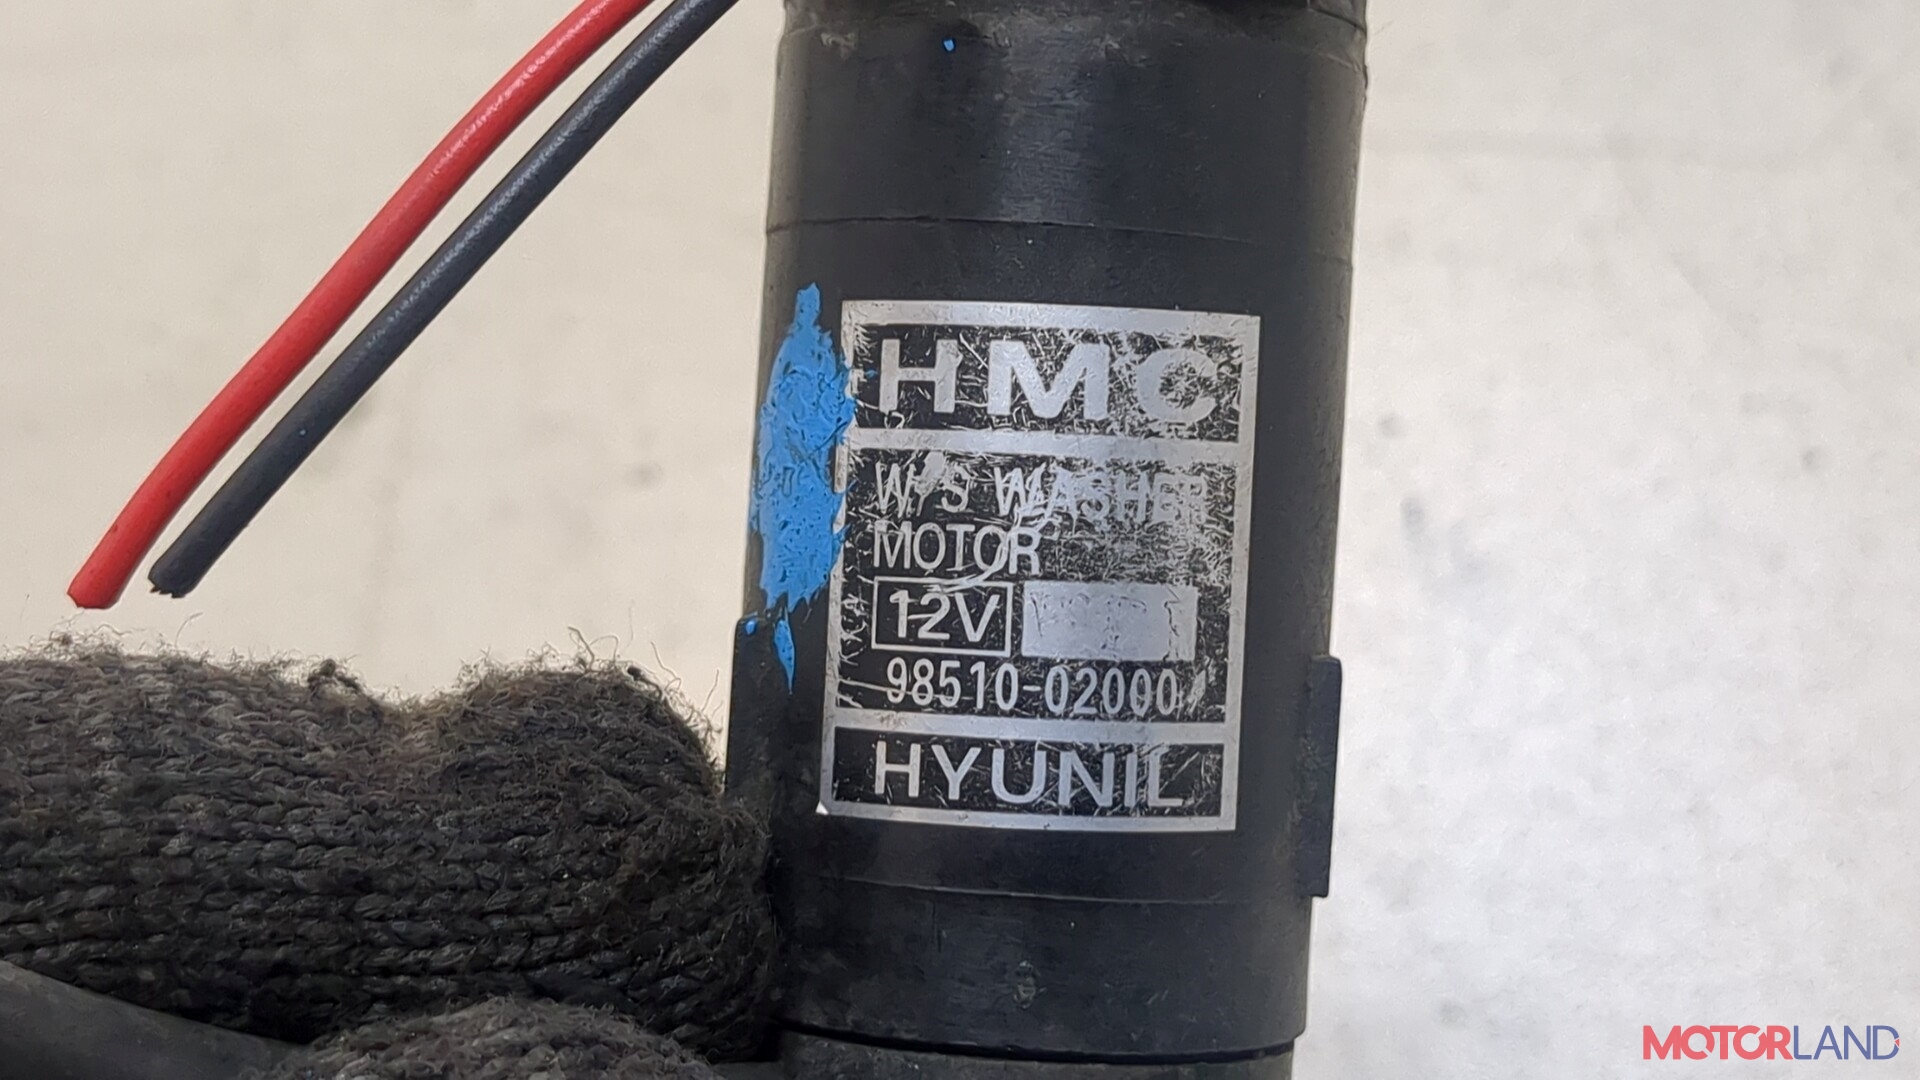 HMC
W/S WASHER
MOTOR
12V
98510-02000
HYUNIL
MOTORLAND